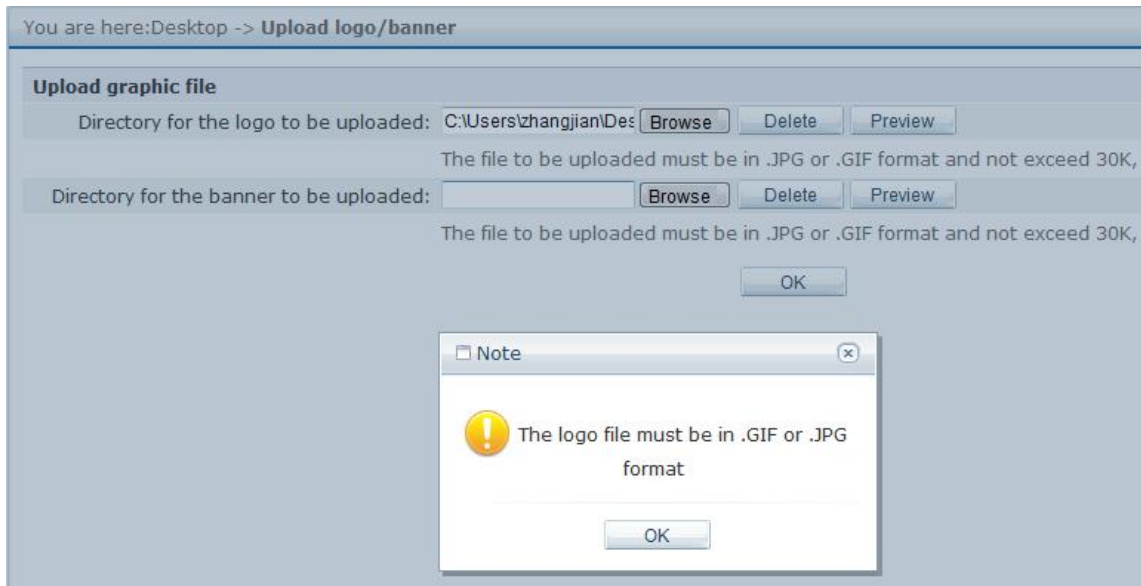 You are here:Desktop -> Upload logo/banner
Upload graphic file
Directory for the logo to be uploaded: C:\Users\zhangjian\Des Browse Delete Preview
The file to be uploaded must be in .JPG or .GIF format and not exceed 30K,
Directory for the banner to be uploaded: Browse Delete Preview
The file to be uploaded must be in .JPG or .GIF format and not exceed 30K,
OK
Note
The logo file must be in .GIF or .JPG
format
OK